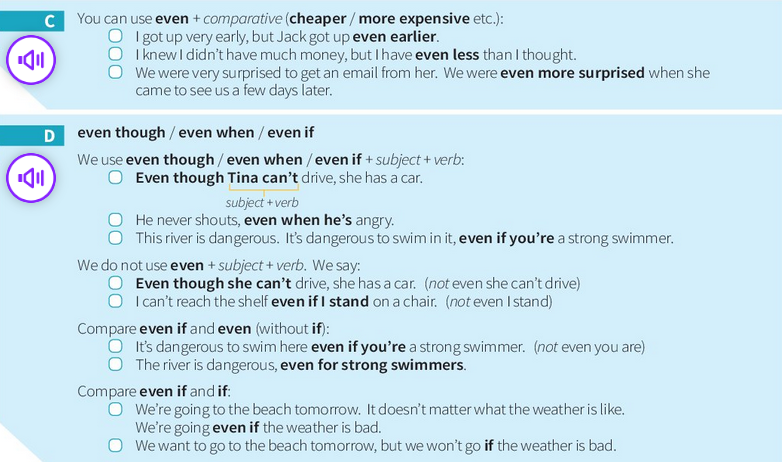 C
You can use even + comparative (cheaper / more expensive etc.):
I got up very early, but Jack got up even earlier.
I knew I didn't have much money, but I have even less than I thought.
We were very surprised to get an email from her. We were even more surprised when she
came to see us a few days later.
D
even though / even when / even if
We use even though / even when / even if + subject + verb:
Even though Tina can't drive, she has a car.
subject + verb
He never shouts, even when he's angry.
This river is dangerous. It's dangerous to swim in it, even if you're a strong swimmer.
We do not use even + subject + verb. We say:
Even though she can't drive, she has a car. (not even she can't drive)
I can't reach the shelf even if I stand on a chair. (not even I stand)
Compare even if and even (without if):
It's dangerous to swim here even if you're a strong swimmer. (not even you are)
The river is dangerous, even for strong swimmers.
Compare even if and if:
We're going to the beach tomorrow. It doesn't matter what the weather is like.
We're going even if the weather is bad.
We want to go to the beach tomorrow, but we won't go if the weather is bad.